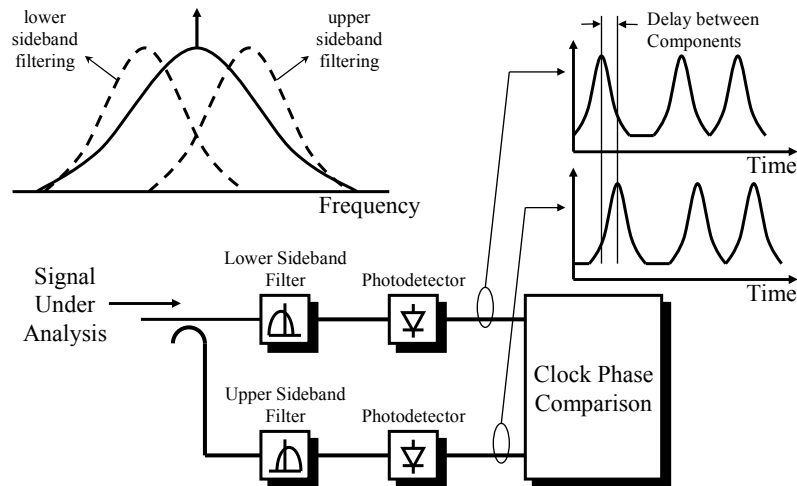 lower
sideband
filtering
upper
sideband
filtering
Frequency
Delay between
Components
Time
Time
Signal
Under
Analysis
Lower Sideband
Filter
Photodetector
Upper Sideband
Filter
Photodetector
Clock Phase
Comparison